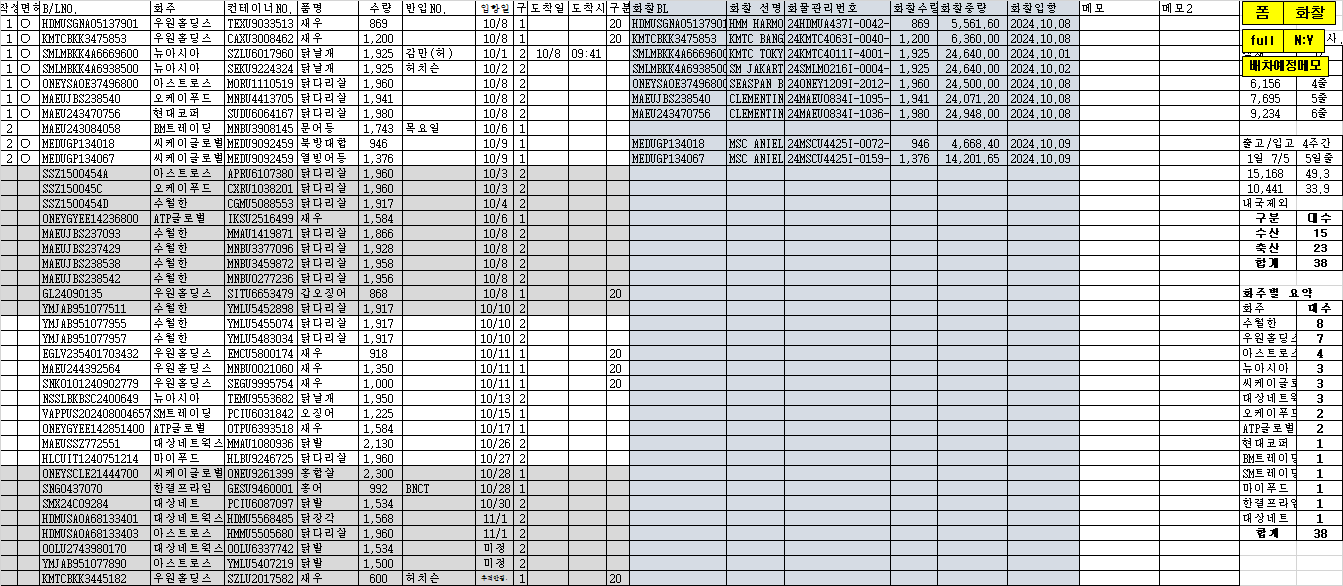 작성 면허 B/LNO. 화주 컨테이너NO. 품명 수량 반입NO. 입항일 구 도착일 도착시 구분 화찰BL 화찰 선명 화물관리번호 화찰수량 화찰중량 화찰입항 메모 메모2 폼 화찰
1 O HDMUSGNA05137901 우원홀딩스 TEXU9033513 새우 869 10/8 1 20 HDMUSGNA05137901 HMM HARMO 24HDMUA437I-0042- 869 5,561.60 2024.10.08
1 O KMTCBKK3475853 우원홀딩스 CAXU3008462 새우 1,200 10/8 1 20 KMTCBKK3475853 KMTC BANG 24KMTC4063I-0040- 1,200 6,360.00 2024.10.08 full N:Y
1 O SMLMBKK4A6669600 뉴아시아 SZLU6017960 닭날개 1,925 감만(허) 10/1 2 10/8 09:41 SMLMBKK4A6669600 KMTC TOKY 24KMTC4011I-4001- 1,925 24,640.00 2024.10.01
1 O SMLMBKK4A6938500 뉴아시아 SEKU9224324 닭날개 1,925 허치슨 10/2 2 SMLMBKK4A6938500 SM JAKART 24SMLM0216I-0004- 1,925 24,640.00 2024.10.02 배차예정메모
1 O ONEYSAOE37496800 아스트로스 MORU1110519 닭다리살 1,960 10/8 2 ONEYSAOE37496800 SEASPAN B 24ONEY1209I-2012- 1,960 24,500.00 2024.10.08 6,156 4줄
1 O MAEUJBS238540 오케이푸드 MNBU4413705 닭다리살 1,941 10/8 2 MAEUJBS238540 CLEMENTIN 24MAEU0834I-1095- 1,941 24,071.20 2024.10.08 7,695 5줄
1 O MAEU243470756 현대코퍼 SUDU6064167 닭다리살 1,980 10/8 2 MAEU243470756 CLEMENTIN 24MAEU0834I-1036- 1,980 24,948.00 2024.10.08 9,234 6줄
2 MAEU243084058 BM트레이딩 MNBU3908145 문어등 1,743 목요일 10/6 1
2 O MEDUGP134018 씨케이글로벌 MEDU9092459 북방대합 946 10/9 1 MEDUGP134018 MSC ANIEL 24MSCU4425I-0072- 946 4,668.40 2024.10.09 출고/입고 4주간
2 O MEDUGP134067 씨케이글로벌 MEDU9092459 열빙어등 1,376 10/9 1 MEDUGP134067 MSC ANIEL 24MSCU4425I-0159- 1,376 14,201.65 2024.10.09 1일 7/5 5일줄
SSZ1500454A 아스트로스 APRU6107380 닭다리살 1,960 10/3 2 15,168 49.3
SSZ150045C 오케이푸드 CXRU1038201 닭다리살 1,960 10/3 2 10,441 33.9
SSZ1500454D 수월한 CGMU5088553 닭다리살 1,917 10/4 2 내국제외
ONEYGYEE14236800 ATP글로벌 IKSU2516499 새우 1,584 10/6 1 구분 대수
MAEUJBS237093 수월한 MMAU1419871 닭다리살 1,866 10/8 2 수산 15
MAEUJBS237429 수월한 MNBU3377096 닭다리살 1,928 10/8 2 축산 23
MAEUJBS238538 수월한 MNBU3459872 닭다리살 1,958 10/8 2 합계 38
MAEUJBS238542 수월한 MNBU0277236 닭다리살 1,956 10/8 2
GL24090135 우원홀딩스 SITU6653479 갑오징어 868 10/8 1 20 화주별 요약
YMJAB951077511 수월한 YMLU5452898 닭다리살 1,917 10/10 2 화주 대수
YMJAB951077955 수월한 YMLU5455074 닭다리살 1,917 10/10 2 수월한 8
YMJAB951077957 수월한 YMLU5483034 닭다리살 1,917 10/10 2 우원홀딩스 7
EGLV235401703432 우원홀딩스 EMCU5800174 새우 918 10/11 1 20 아스트로스 4
MAEU244392564 우원홀딩스 MNBU0021060 새우 1,350 10/11 1 20 뉴아시아 3
SNKO101240902779 우원홀딩스 SEGU9995754 새우 1,000 10/11 1 20 씨케이글로 3
NSSLBKBSC2400649 뉴아시아 TEMU9553682 닭날개 1,950 10/13 2 대상네트웍 3
VAPPUS202408004657 SM트레이딩 PCIU6031842 오징어 1,225 10/15 1 오케이푸드 2
ONEYGYEE142851400 ATP글로벌 OTPU6393518 새우 1,584 10/17 1 ATP글로벌 2
MAEUSSZ772551 대상네트웍스 MMAU1080936 닭발 2,130 10/26 2 현대코퍼 1
HLCUIT1240751214 마이푸드 HLBU9246725 닭다리살 1,960 10/27 2 BM트레이딩 1
ONEYSCLE21444700 씨케이글로벌 ONEU9261399 홍합살 2,300 10/28 1 SM트레이딩 1
SNGO437070 한결프라임 GESU9460001 홍어 992 BNCT 10/28 1 마이푸드 1
SMX24C09284 대상네트 PCIU6087097 닭발 1,534 10/30 2 한결프라임 1
HDMUSAOA68133401 대상네트웍스 HDMU5568485 닭장각 1,568 11/1 2 대상네트 1
HDMUSAOA68133403 아스트로스 HMMU5505680 닭다리살 1,960 11/1 2 합계 38
OOLU2743980170 대상네트웍스 OOLU6337742 닭발 1,534 미정 2
YMJAB951077890 아스트로스 YMLU5407219 닭발 1,500 미정 2
KMTCBKK3445182 우원홀딩스 SZLU2017582 새우 600 허치슨 1 20